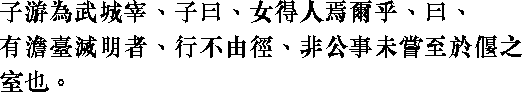 子游為武城宰、子曰、女得人焉爾乎、曰、
有澹臺滅明者、行不由徑、非公事未嘗至於偃之
室也。